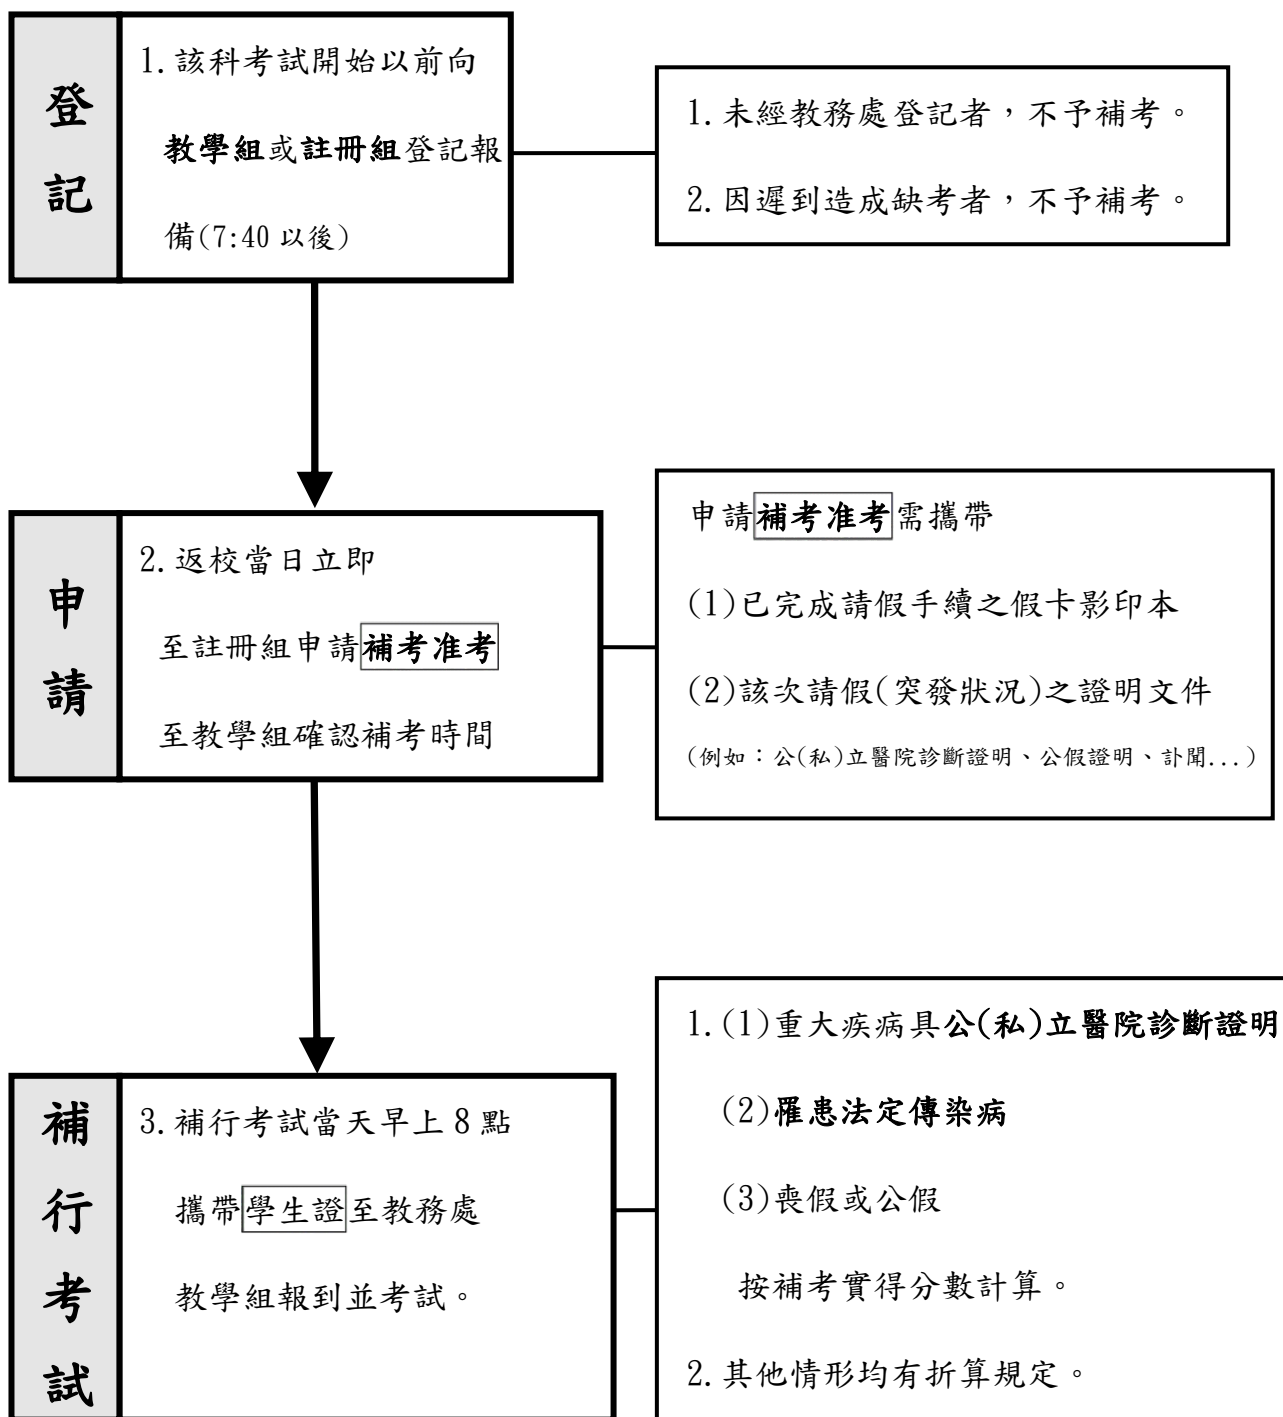 登記
1.該科考試開始以前向
教學組或註冊組登記報
備(7:40 以後)
1.未經教務處登記者，不予補考。
2.因遲到造成缺考者，不予補考。
申請
2.返校當日立即
至註冊組申請補考准考
至教學組確認補考時間
申請補考准考需攜帶
(1)已完成請假手續之假卡影印本
(2)該次請假(突發狀況)之證明文件
(例如：公(私)立醫院診斷證明、公假證明、訃聞...)
補行考試
3.補行考試當天早上 8 點
攜帶學生證至教務處
教學組報到並考試。
1.(1)重大疾病具公(私)立醫院診斷證明
(2)罹患法定傳染病
(3)喪假或公假
按補考實得分數計算。
2.其他情形均有折算規定。